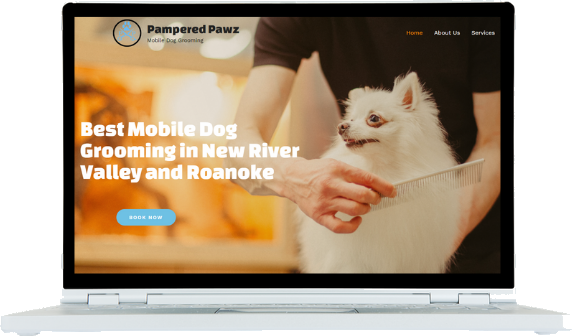 Pampered Pawz
Mobile Dog Grooming
Home About Us Services
Best Mobile Dog
Grooming in New River
Valley and Roanoke
BOOK NOW